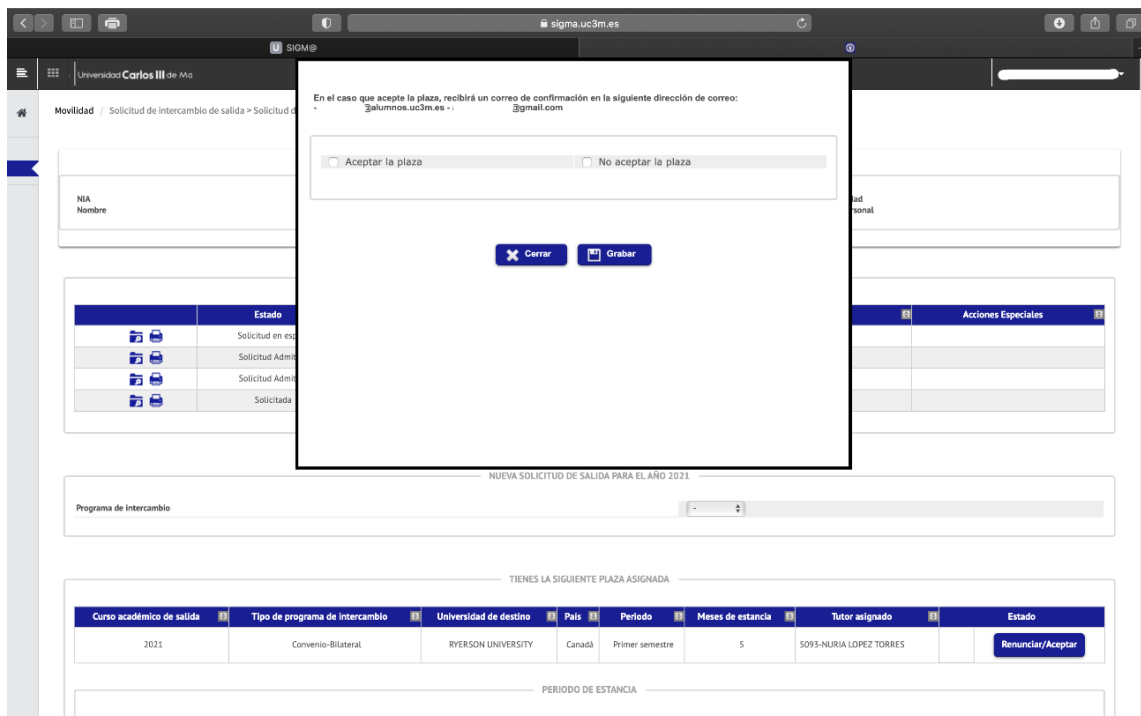 sigma.uc3m.es
U SIGM@
Universidad Carlos III de Ma
Movilidad / Solicitud de intercambio de salida > Solicitud d
En el caso que acepte la plaza, recibirá un correo de confirmación en la siguiente dirección de correo:
- @alumnos.uc3m.es - @gmail.com
Aceptar la plaza No aceptar la plaza
NIA
Nombre
dad
rsonal
Cerrar Grabar
Estado Acciones Especiales
Solicitud en esp
Solicitud Admit
Solicitud Admit
Solicitada
NUEVA SOLICITUD DE SALIDA PARA EL AÑO 2021
Programa de intercambio -
TIENES LA SIGUIENTE PLAZA ASIGNADA
Curso académico de salida Tipo de programa de intercambio Universidad de destino País Periodo Meses de estancia Tutor asignado Estado
2021 Convenio-Bilateral RYERSON UNIVERSITY Canadá Primer semestre 5 5093-NURIA LOPEZ TORRES Renunciar/Aceptar
PERIODO DE ESTANCIA